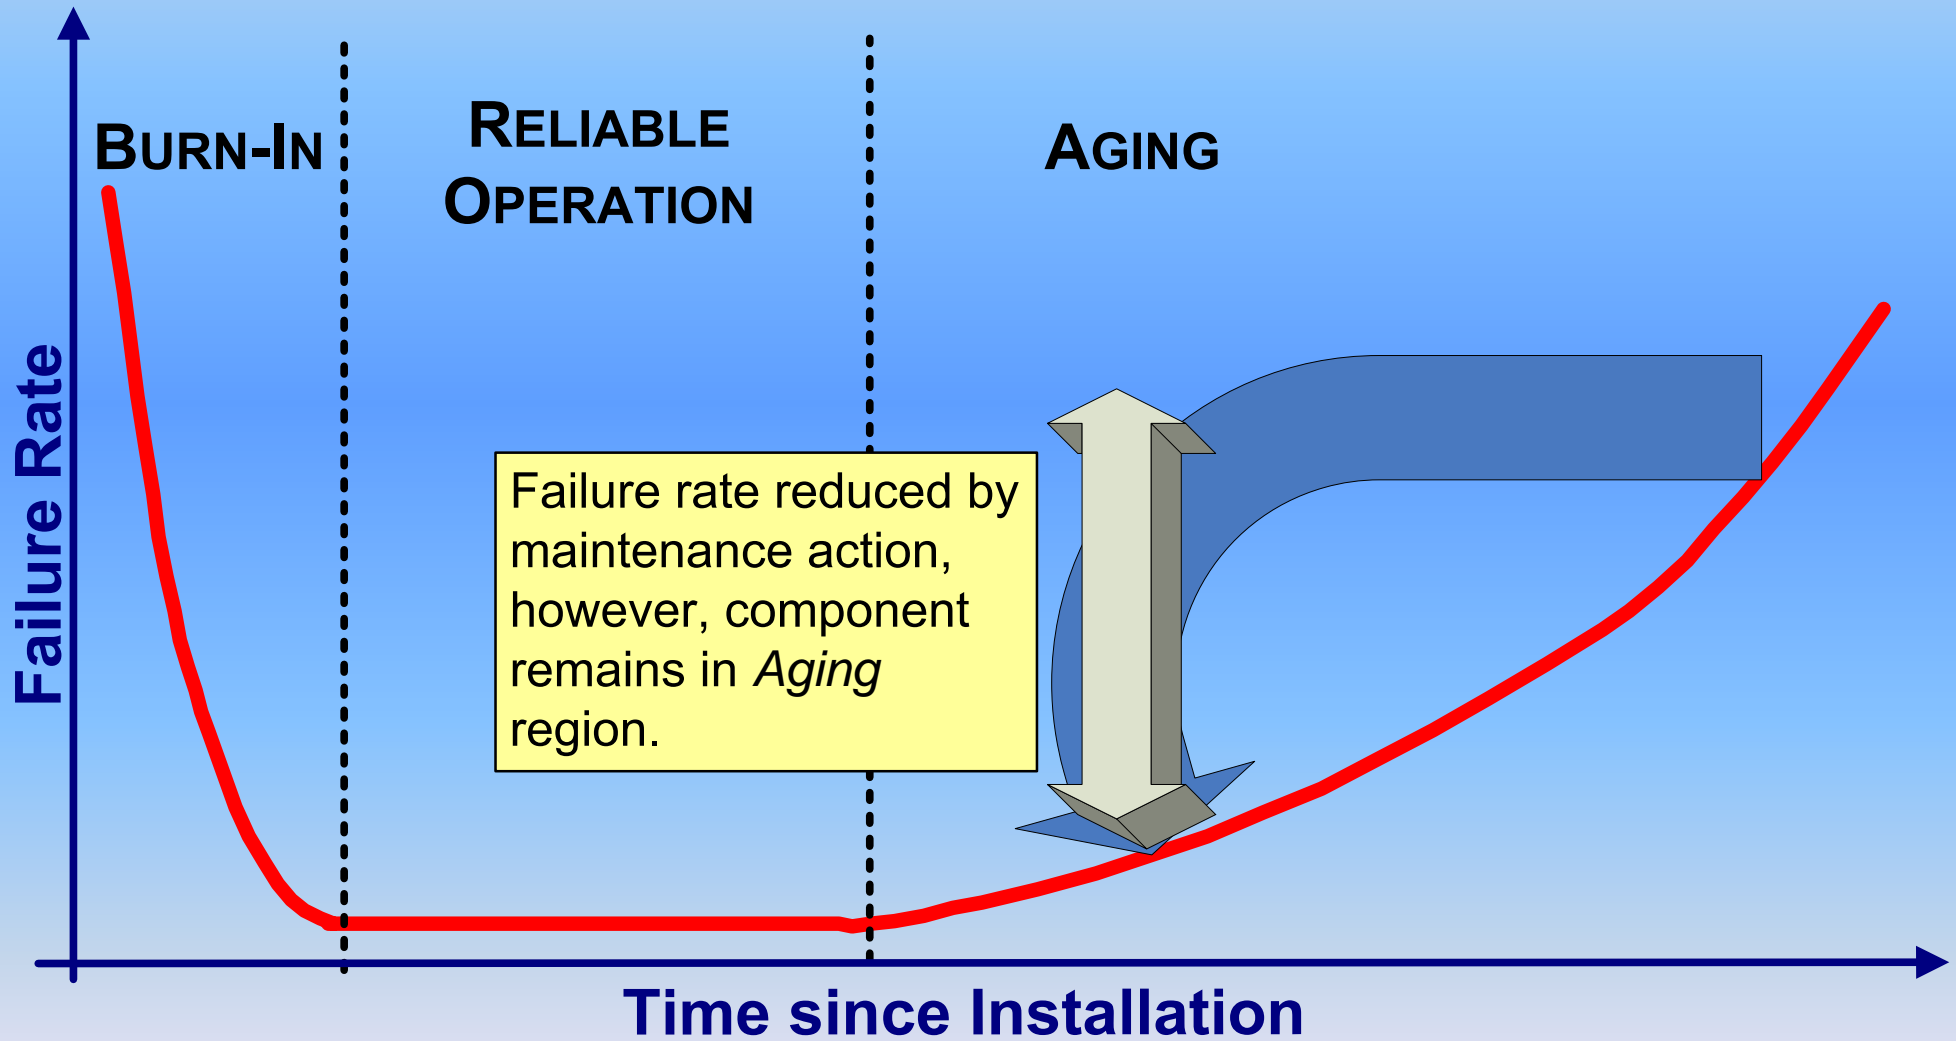 BURN-IN
RELIABLE
OPERATION
AGING
Failure Rate
Failure rate reduced by
maintenance action,
however, component
remains in Aging
region.
Time since Installation